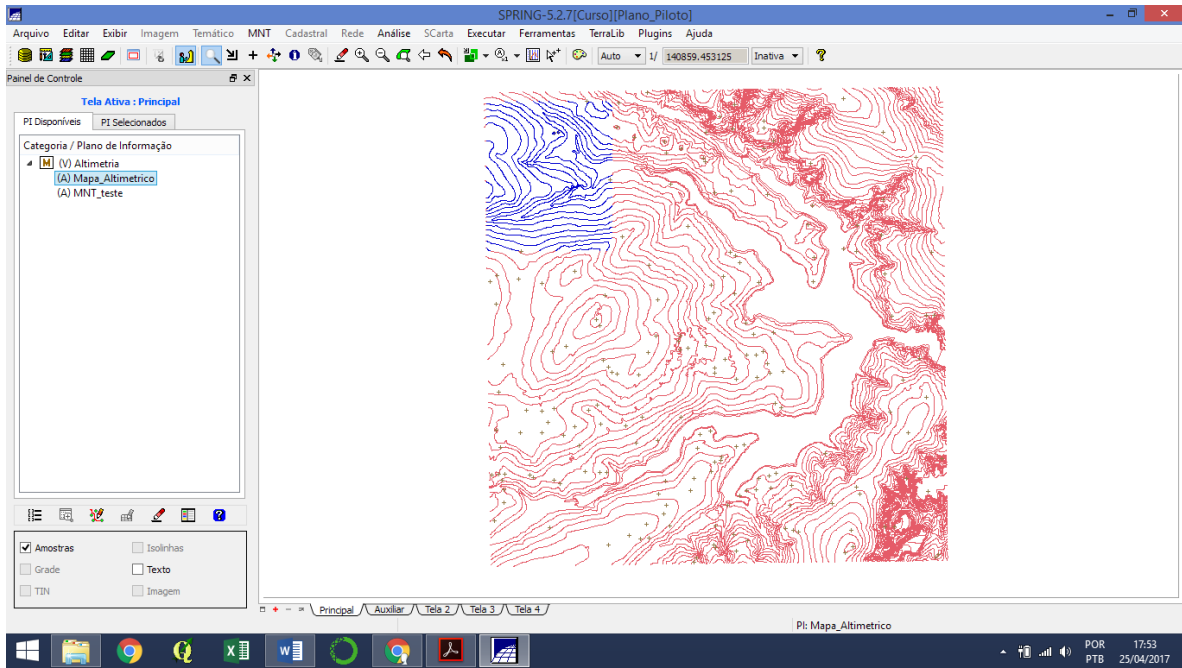 SPRING-5.2.7[Curso][Plano_Piloto]
Arquivo Editar Exibir Imagem Temático MNT Cadastral Rede Análise SCarta Executar Ferramentas TerraLib Plugins Ajuda
Auto 1/ 140859.453125 Inativa
Painel de Controle
Tela Ativa : Principal
PI Disponíveis PI Selecionados
Categoria / Plano de Informação
M (V) Altimetria
(A) Mapa_Altimetrico
(A) MNT_teste
Amostras Isolinhas
Grade Texto
TIN Imagem
Principal Auxiliar Tela 2 Tela 3 Tela 4
PI: Mapa_Altimetrico
POR 17:53
PTB 25/04/2017